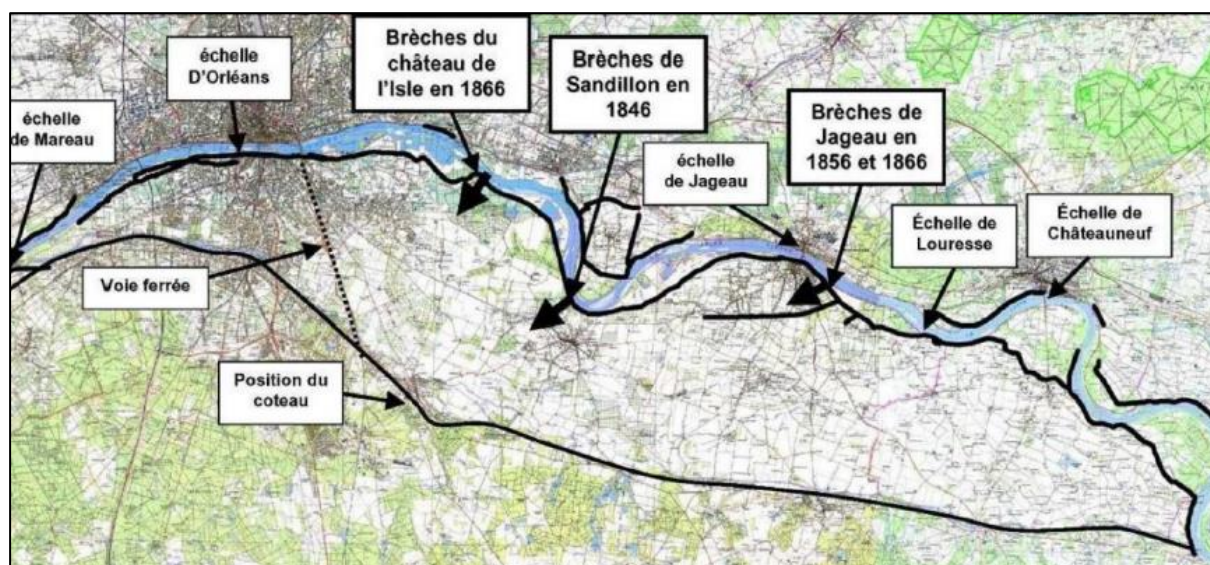 échelle
D'Orléans
Brèches du
château de
l'Isle en 1866
Brèches de
Sandillon en
1846
échelle
de Mareau
échelle
de Jageau
Brèches de
Jageau en
1856 et 1866
Échelle de
Louresse
Échelle de
Châteauneuf
Voie ferrée
Position du
coteau